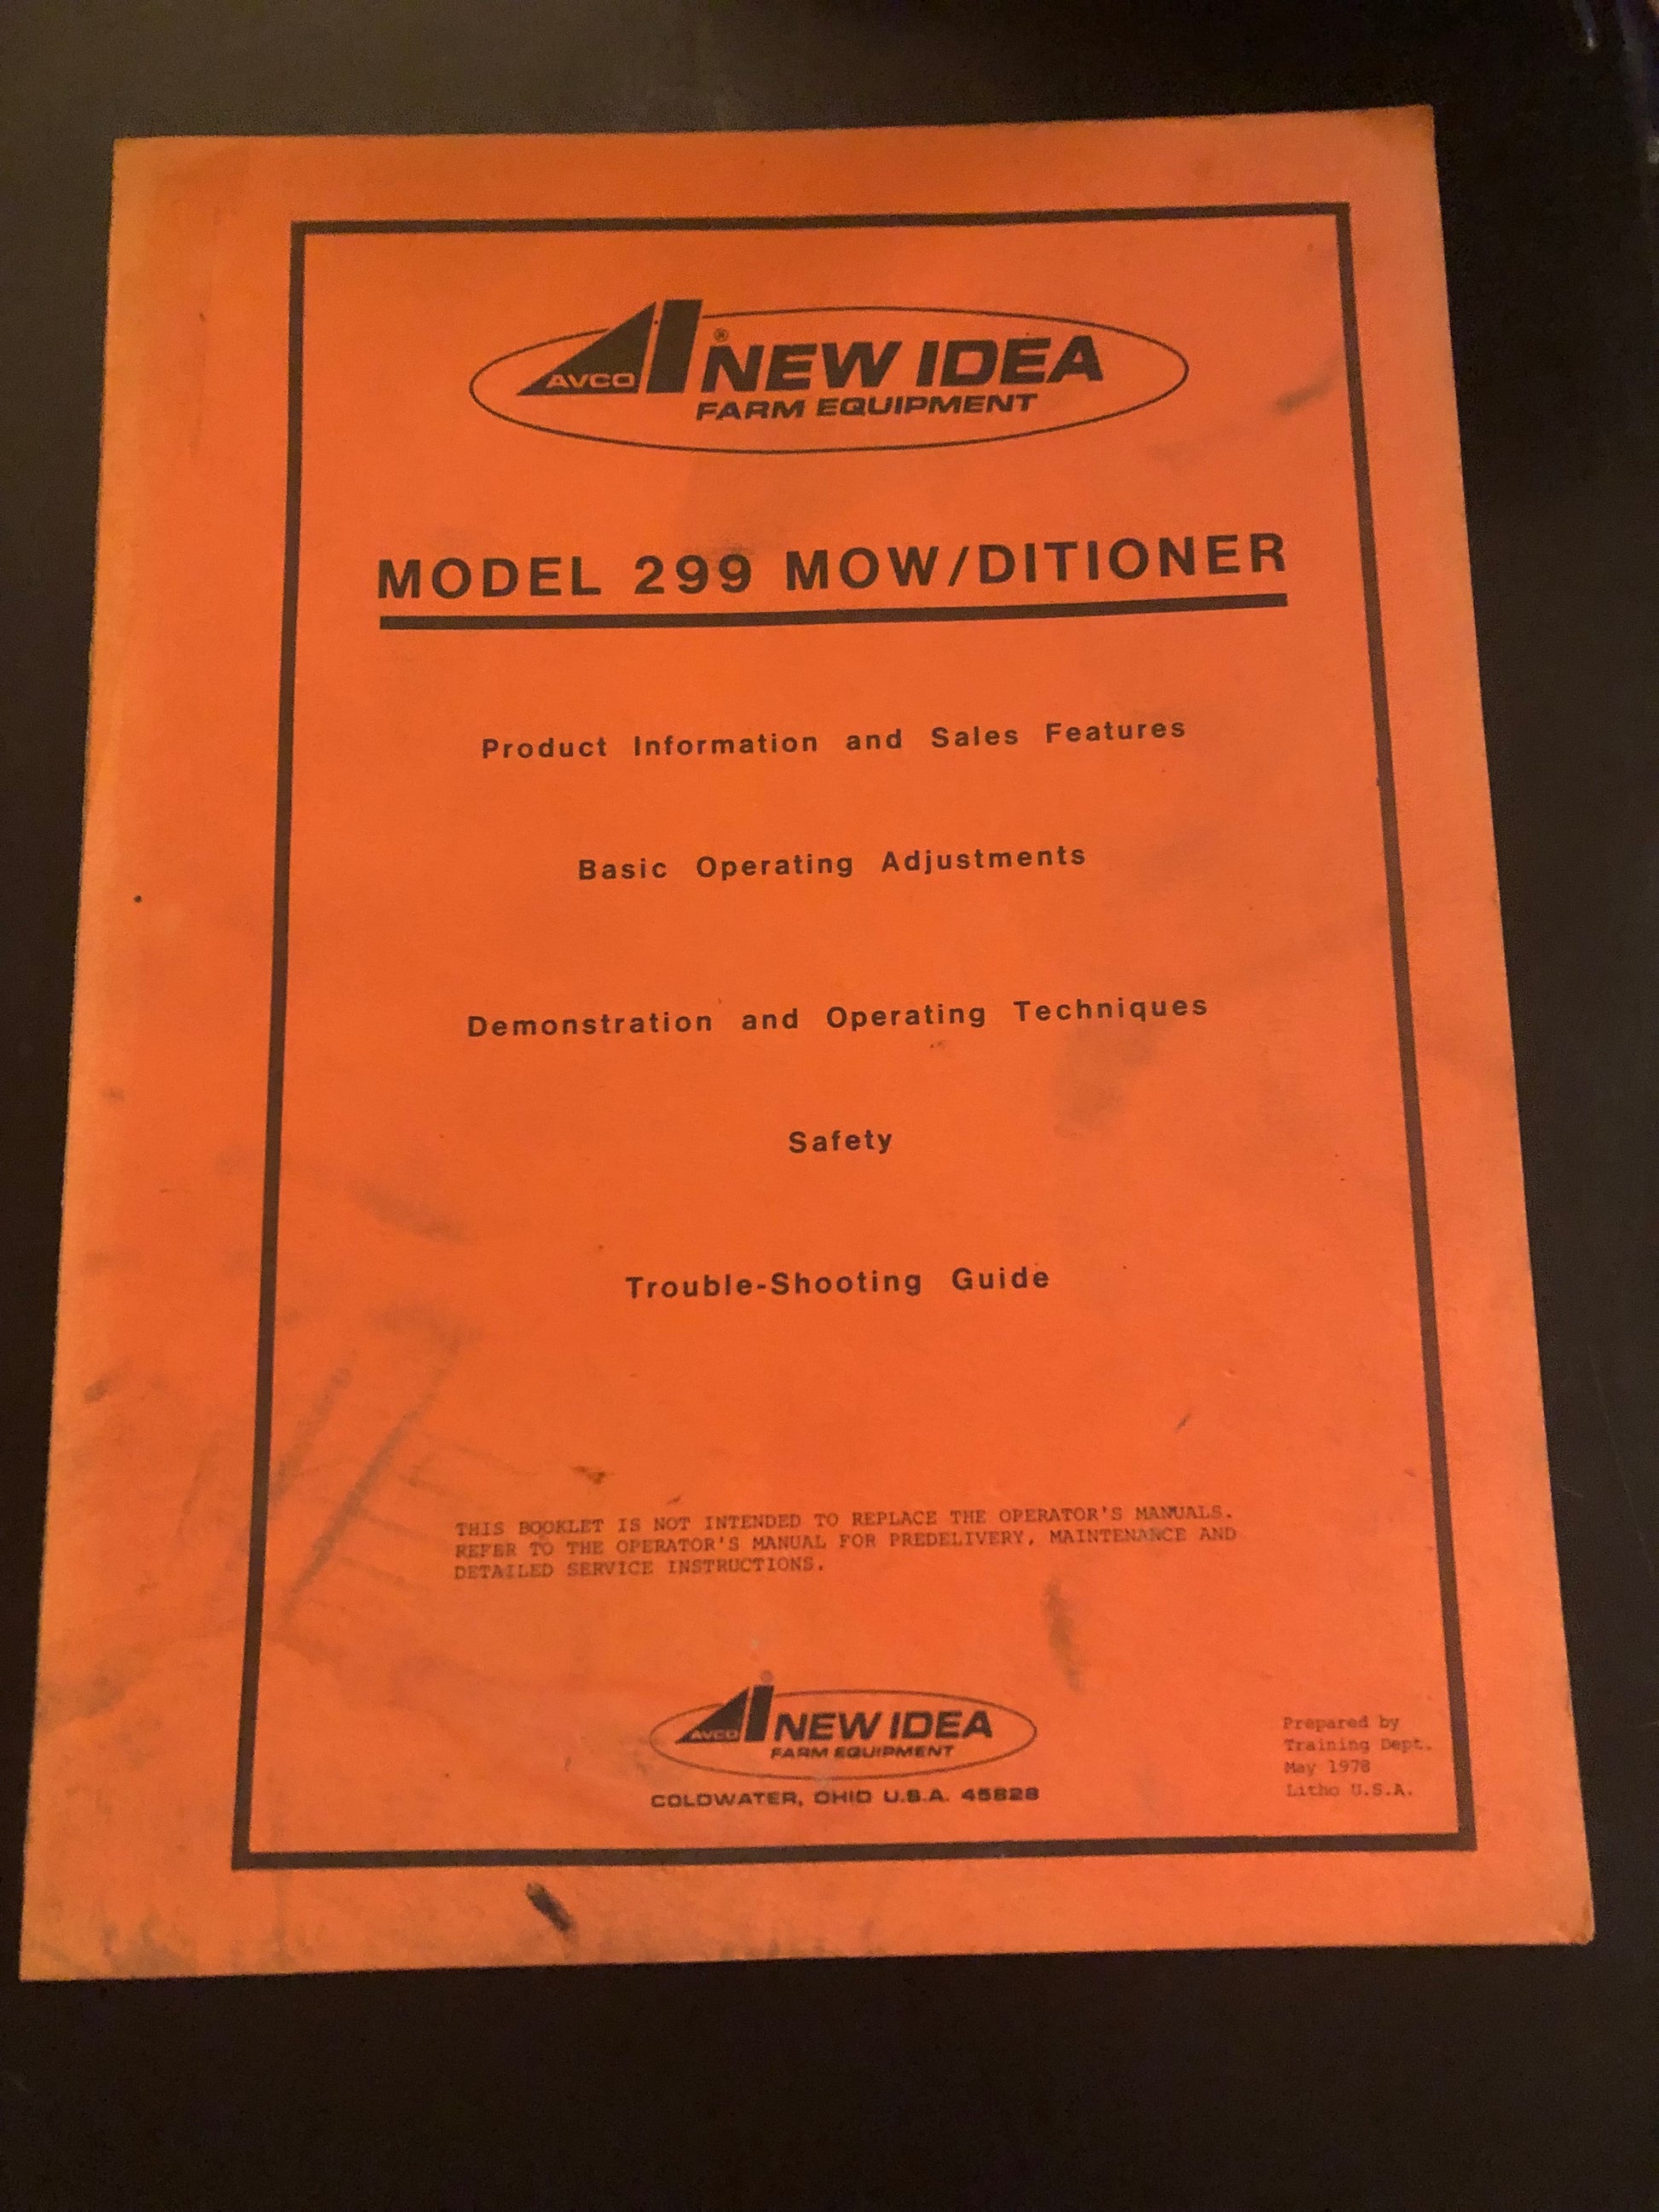 AVCO
® NEW IDEA
FARM EQUIPMENT
MODEL 299 MOW/DITIONER
Product Information and Sales Features
Basic Operating Adjustments
Demonstration and Operating Techniques
Safety
Trouble-Shooting Guide
THIS BOOKLET IS NOT INTENDED TO REPLACE THE OPERATOR'S MANUALS.
REFER TO THE OPERATOR'S MANUAL FOR PREDELIVERY, MAINTENANCE AND
DETAILED SERVICE INSTRUCTIONS.
AVCO
NEW IDEA
FARM EQUIPMENT
COLDWATER, OHIO U.S.A. 45828
Prepared by
Training Dept.
May 1978
Litho U.S.A.